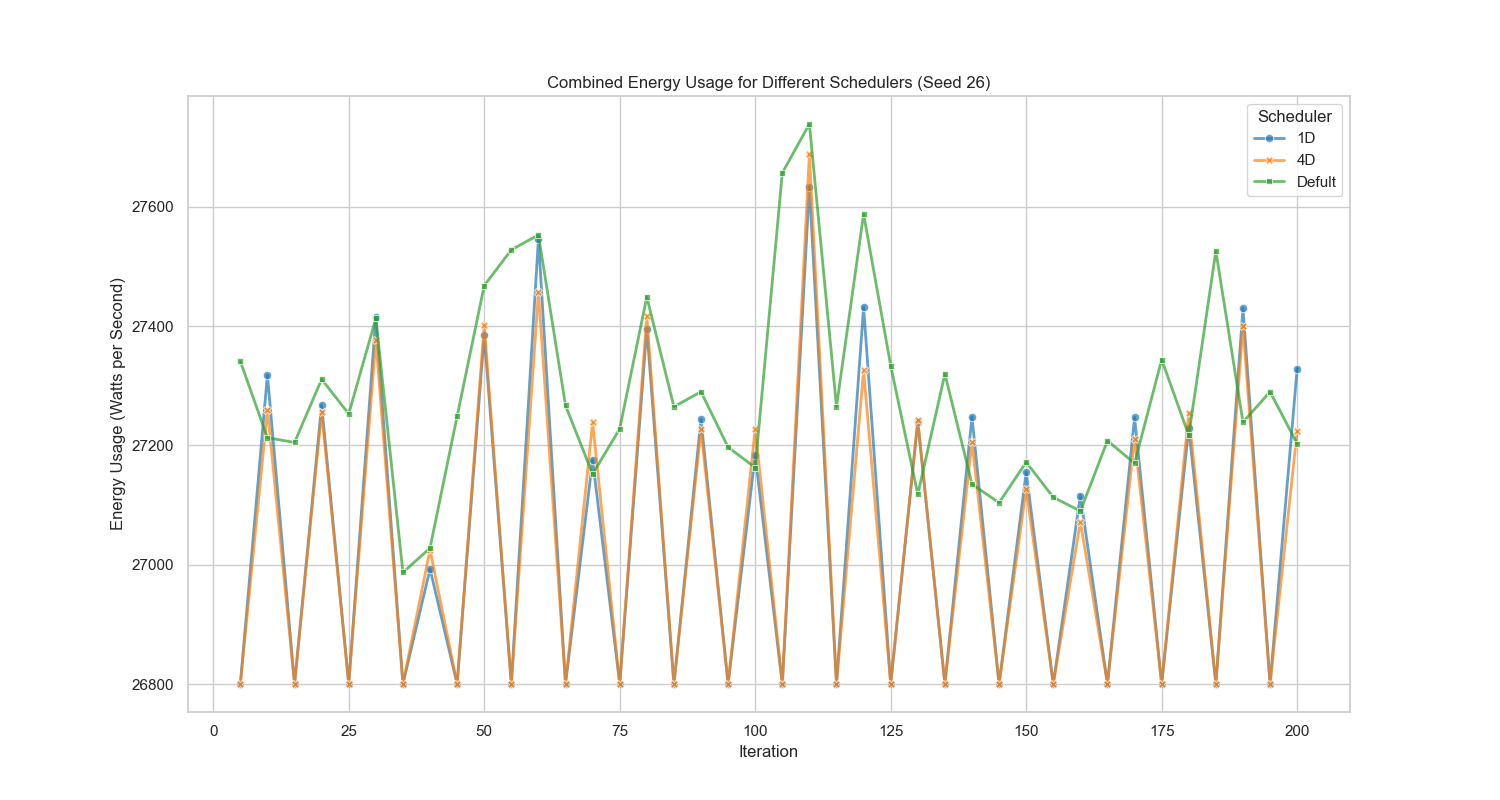 Combined Energy Usage for Different Schedulers (Seed 26)
Scheduler
1D
4D
Defult
Energy Usage (Watts per Second)
27600
27400
27200
27000
26800
0 25 50 75 100 125 150 175 200
Iteration